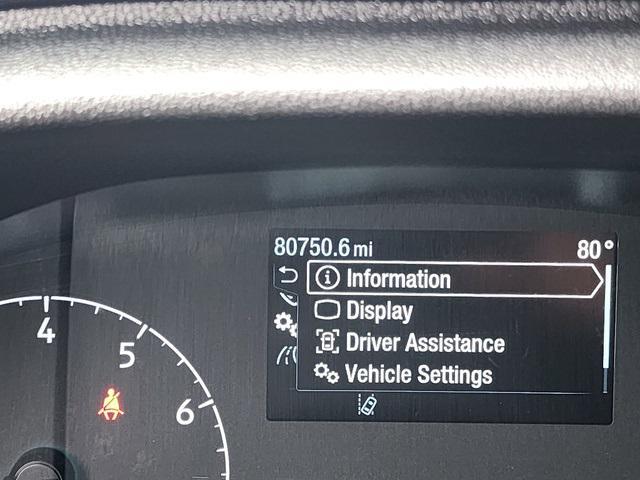 80750.6 mi 80°
Information
Display
Driver Assistance
Vehicle Settings
4
5
6